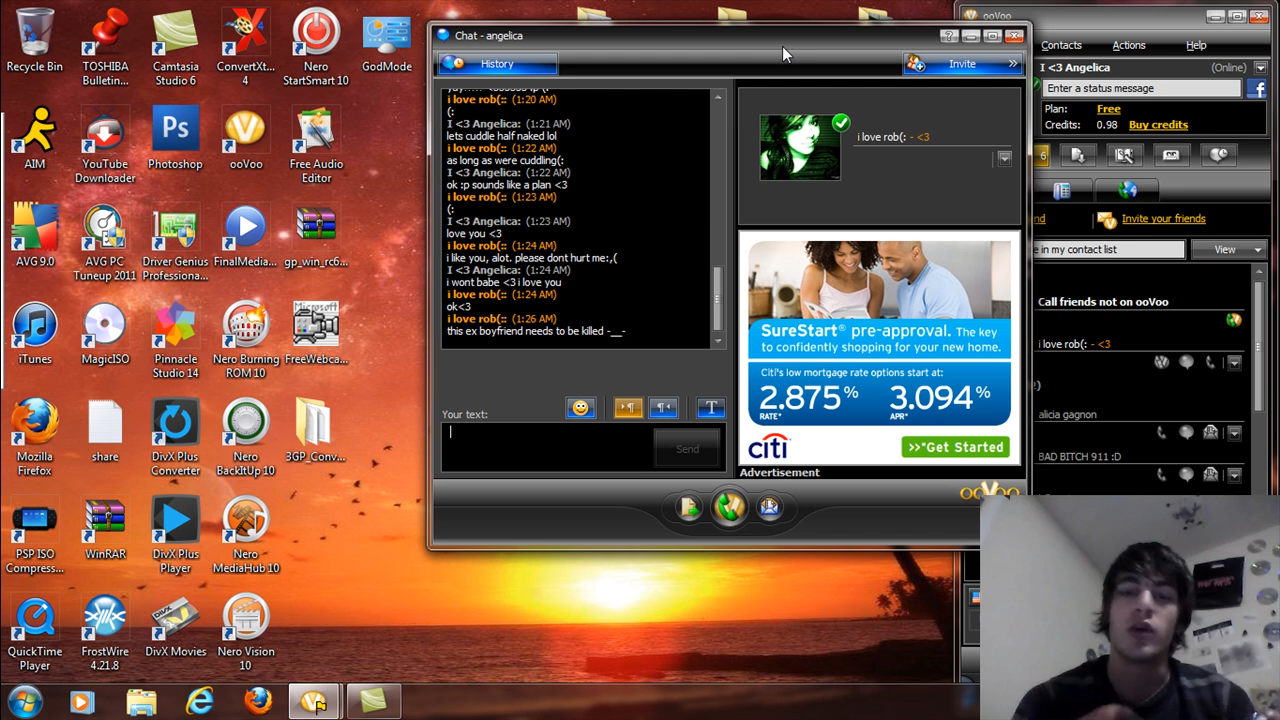 Recycle Bin
TOSHIBA
Bulletin...
Camtasia
Studio 6
ConvertXt...
4
Nero
StartSmart 10
GodMode
AIM
YouTube
Downloader
Ps
Photoshop
ooVoo
Free Audio
Editor
AVG 9.0
AVG PC
Tuneup 2011
Driver Genius
Professiona...
FinalMedia...
gp_win_rc6...
iTunes
MagicISO
Pinnacle
Studio 14
Nero Burning
ROM 10
Microsoft
FreeWebca...
Mozilla
Firefox
share
DivX Plus
Converter
Nero
BackItUp 10
3GP_Conv...
PSP ISO
Compress...
WinRAR
DivX Plus
Player
Nero
MediaHub 10
QuickTime
Player
FrostWire
4.21.8
DivX Movies
Nero Vision
10
Chat - angelica
History
Invite
»
i love rob(:: (1:20 AM)
(:
I <3 Angelica: (1:21 AM)
lets cuddle half naked lol
i love rob(:: (1:22 AM)
as long as were cuddling(:
I <3 Angelica: (1:22 AM)
ok :p sounds like a plan <3
i love rob(:: (1:23 AM)
(:
I <3 Angelica: (1:23 AM)
love you <3
i love rob(:: (1:24 AM)
i like you, alot. please dont hurt me:,(
I <3 Angelica: (1:24 AM)
i wont babe <3 i love you
i love rob(:: (1:24 AM)
ok<3
i love rob(:: (1:26 AM)
this ex boyfriend needs to be killed -__-
Your text:
T
Send
i love rob(: - <3
SureStart® pre-approval. The key
to confidently shopping for your new home.
Citi's low mortgage rate options start at:
2.875% 3.094%
RATE* APR*
citi
>>*Get Started
Advertisement
ooVoo
ooVoo
Contacts Actions Help
I <3 Angelica (Online)
Enter a status message
f
Plan: Free
Credits: 0.98 Buy credits
6
nd
Invite your friends
e in my contact list
View
Call friends not on ooVoo
i love rob(: - <3
alicia gagnon
BAD BITCH 911 :D